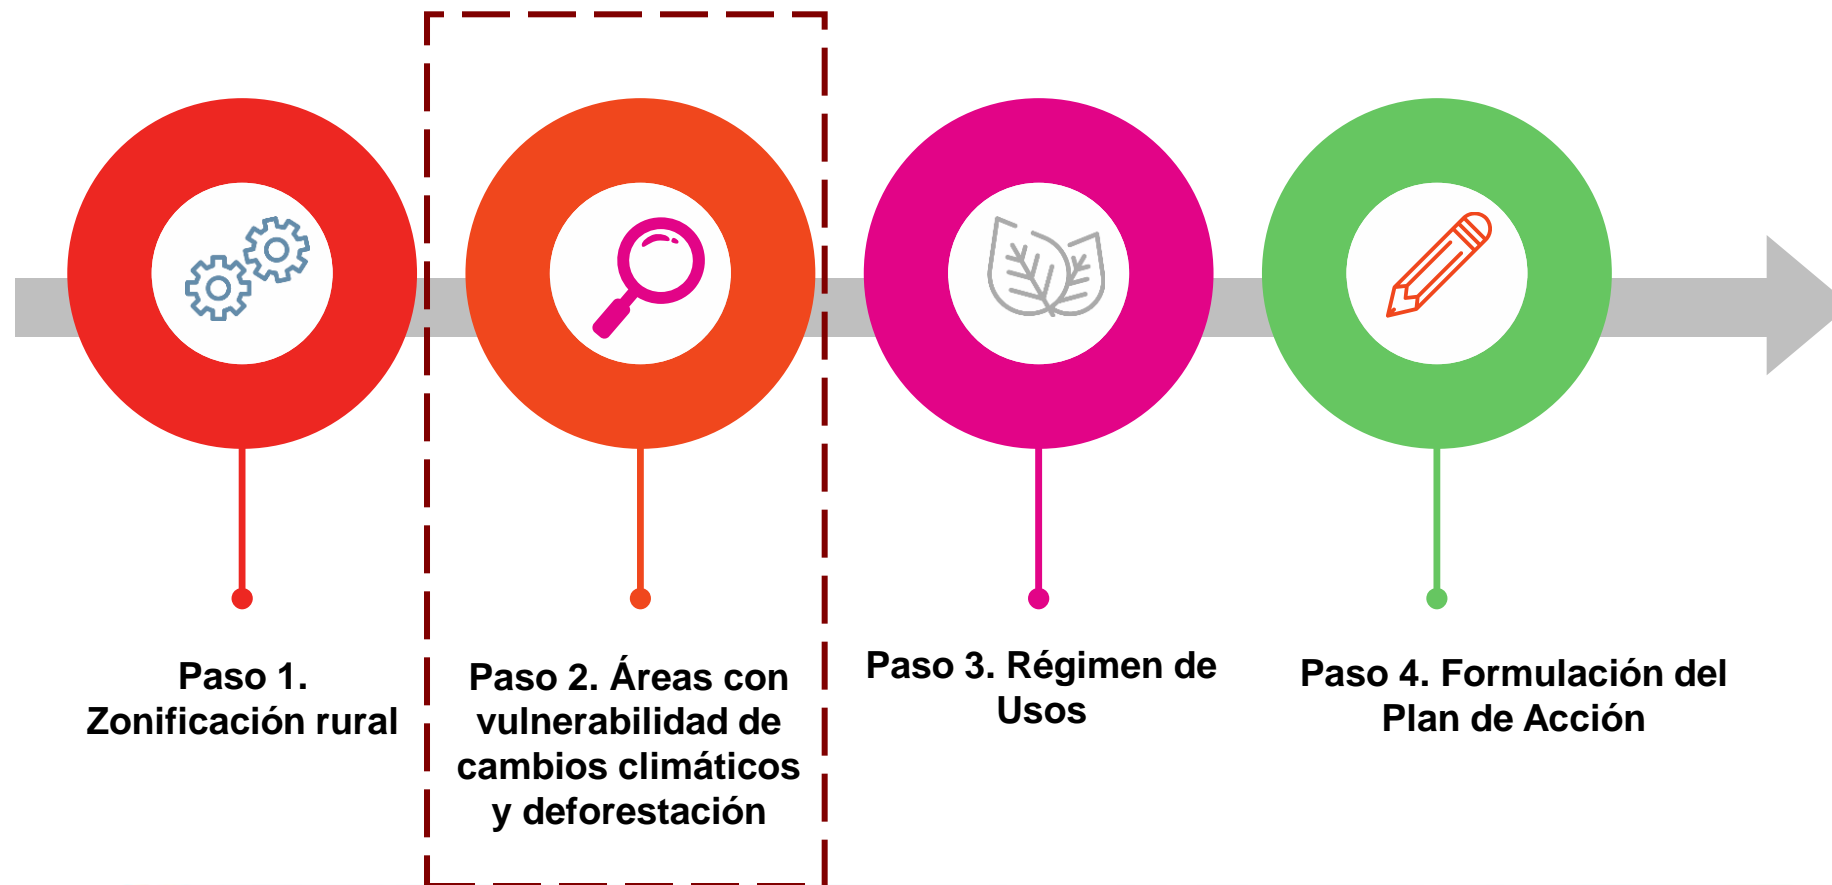 Paso 1.
Zonificación rural
Paso 2. Áreas con
vulnerabilidad de
cambios climáticos
y deforestación
Paso 3. Régimen de
Usos
Paso 4. Formulación del
Plan de Acción